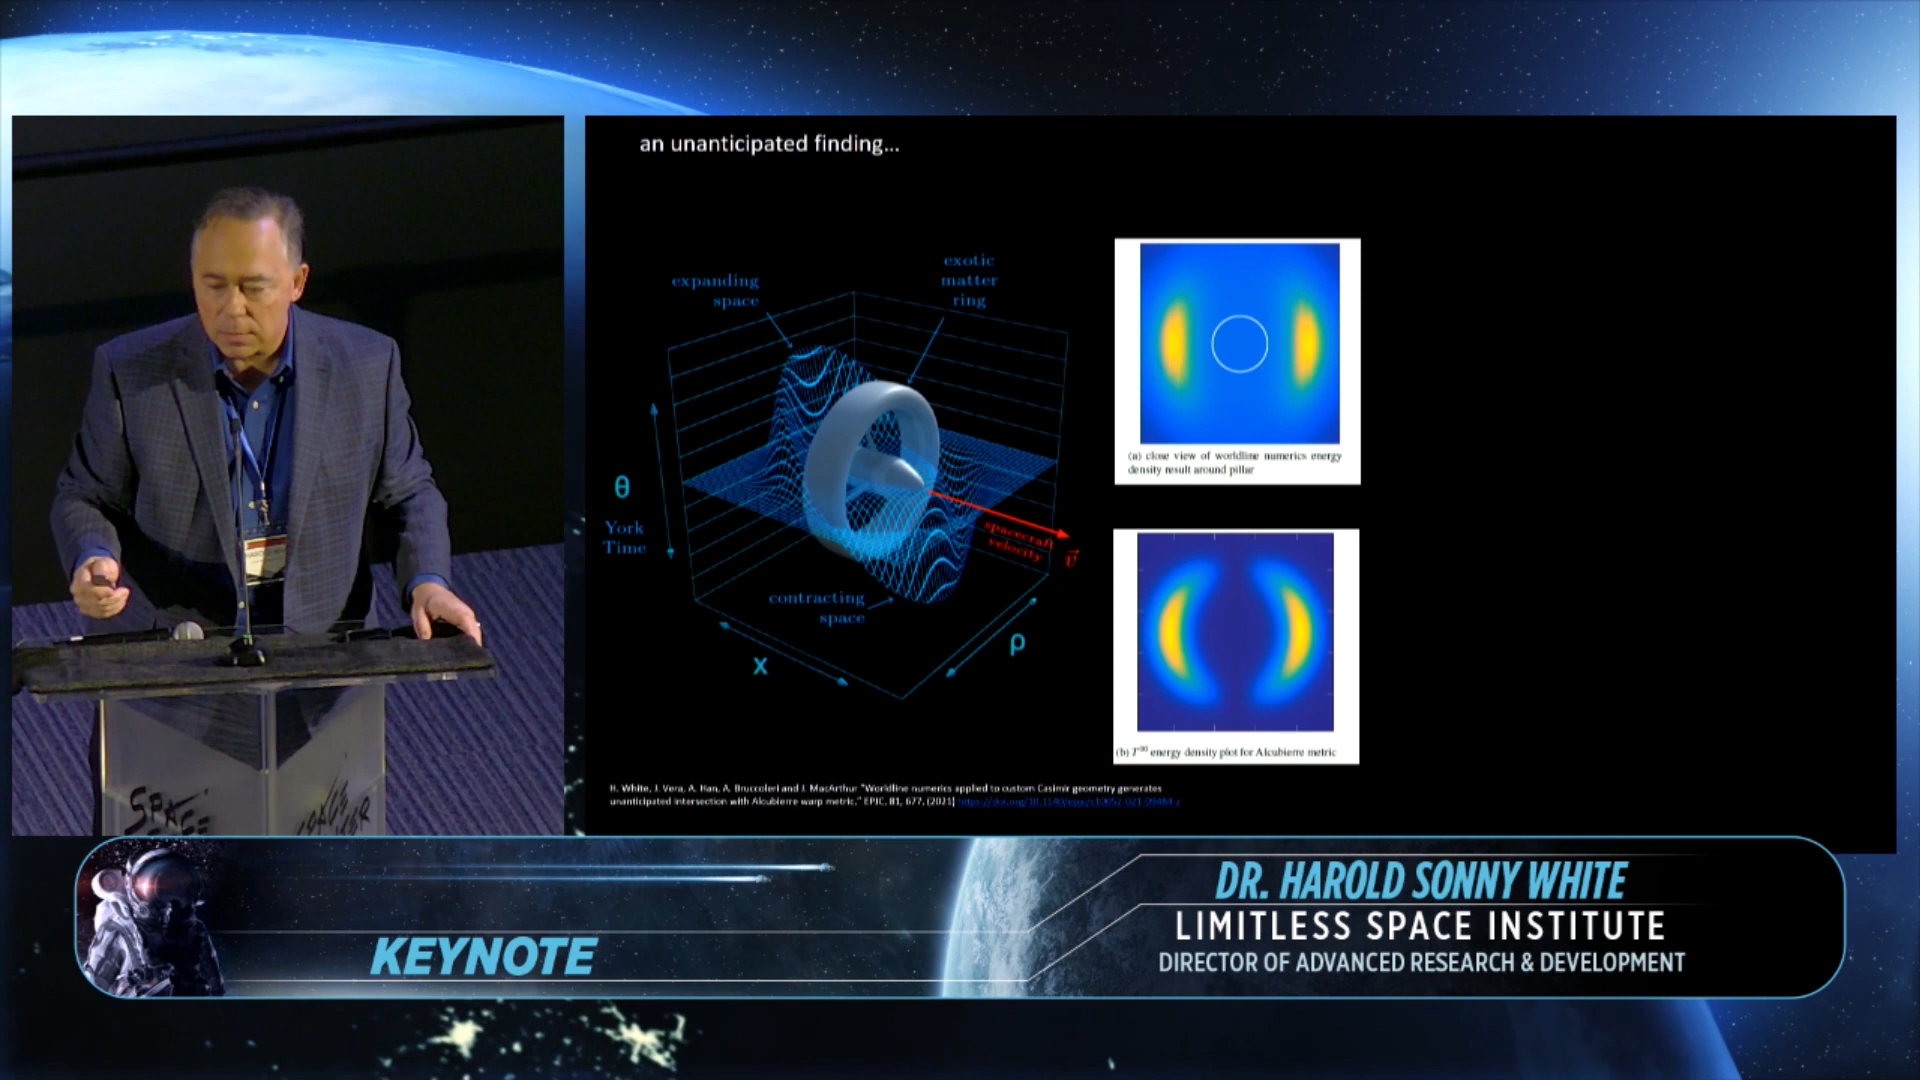 an unanticipated finding...
expanding
space
exotic
matter
ring
θ
York
Time
spacecraft
velocity
v⃗
contracting
space
x
ρ
(a) close view of worldline numerics energy
density result around pillar
(b) T⁰⁰ energy density plot for Alcubierre metric
H. White, J. Vera, A. Han, A. Bruccoleri and J. MacArthur "Worldline numerics applied to custom Casimir geometry generates
unanticipated intersection with Alcubierre warp metric," EPJC, 81, 677, (2021)
HAROLD
SPACE
KEYNOTE
DR. HAROLD SONNY WHITE
LIMITLESS SPACE INSTITUTE
DIRECTOR OF ADVANCED RESEARCH & DEVELOPMENT